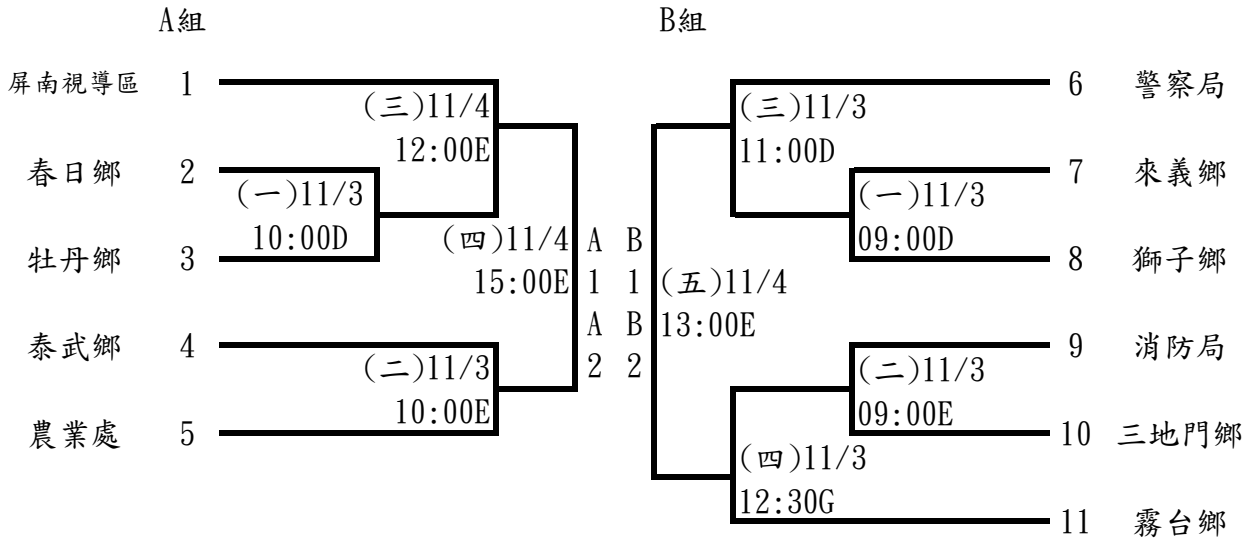 A組 B組
屏南視導區 1
(三)11/4
12:00E
春日鄉 2
(一)11/3
10:00D
牡丹鄉 3
(四)11/4
15:00E
泰武鄉 4
(二)11/3
10:00E
農業處 5
A1A2
B1B2
(五)11/4
13:00E
6 警察局
(三)11/3
11:00D
7 來義鄉
(一)11/3
09:00D
8 獅子鄉
9 消防局
(二)11/3
09:00E
10 三地門鄉
(四)11/3
12:30G
11 霧台鄉